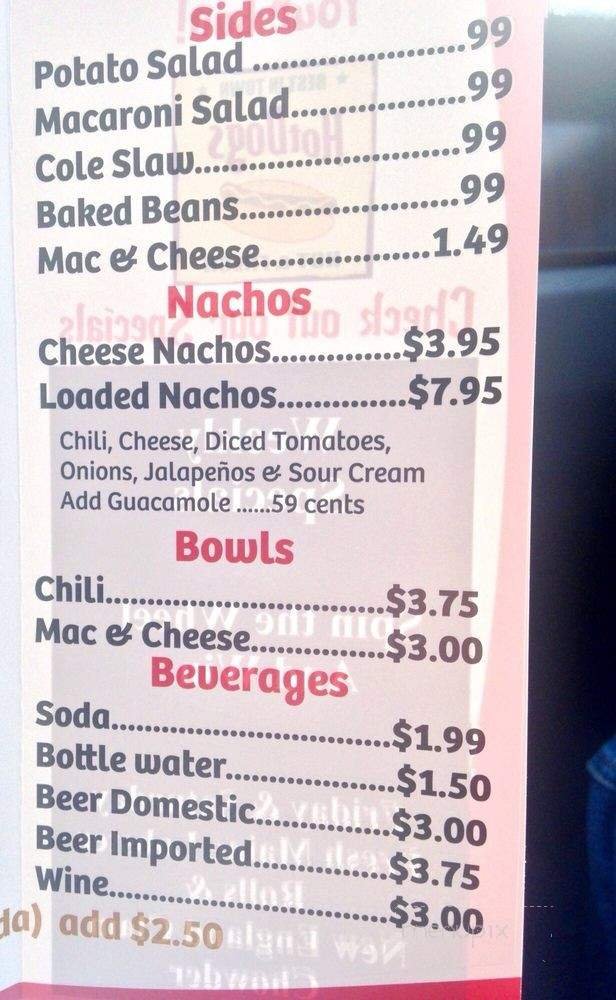 Sides
Potato Salad ....................99
Macaroni Salad.................99
Cole Slaw..........................99
Baked Beans.....................99
Mac & Cheese.................1.49
Nachos
Cheese Nachos..............$3.95
Loaded Nachos..............$7.95
Chili, Cheese, Diced Tomatoes,
Onions, Jalapeños & Sour Cream
Add Guacamole ......59 cents
Bowls
Chili............................$3.75
Mac & Cheese.............$3.00
Beverages
Soda............................$1.99
Bottle water................$1.50
Beer Domestic.............$3.00
Beer Imported.............$3.75
Wine............................$3.00
da) add $2.50